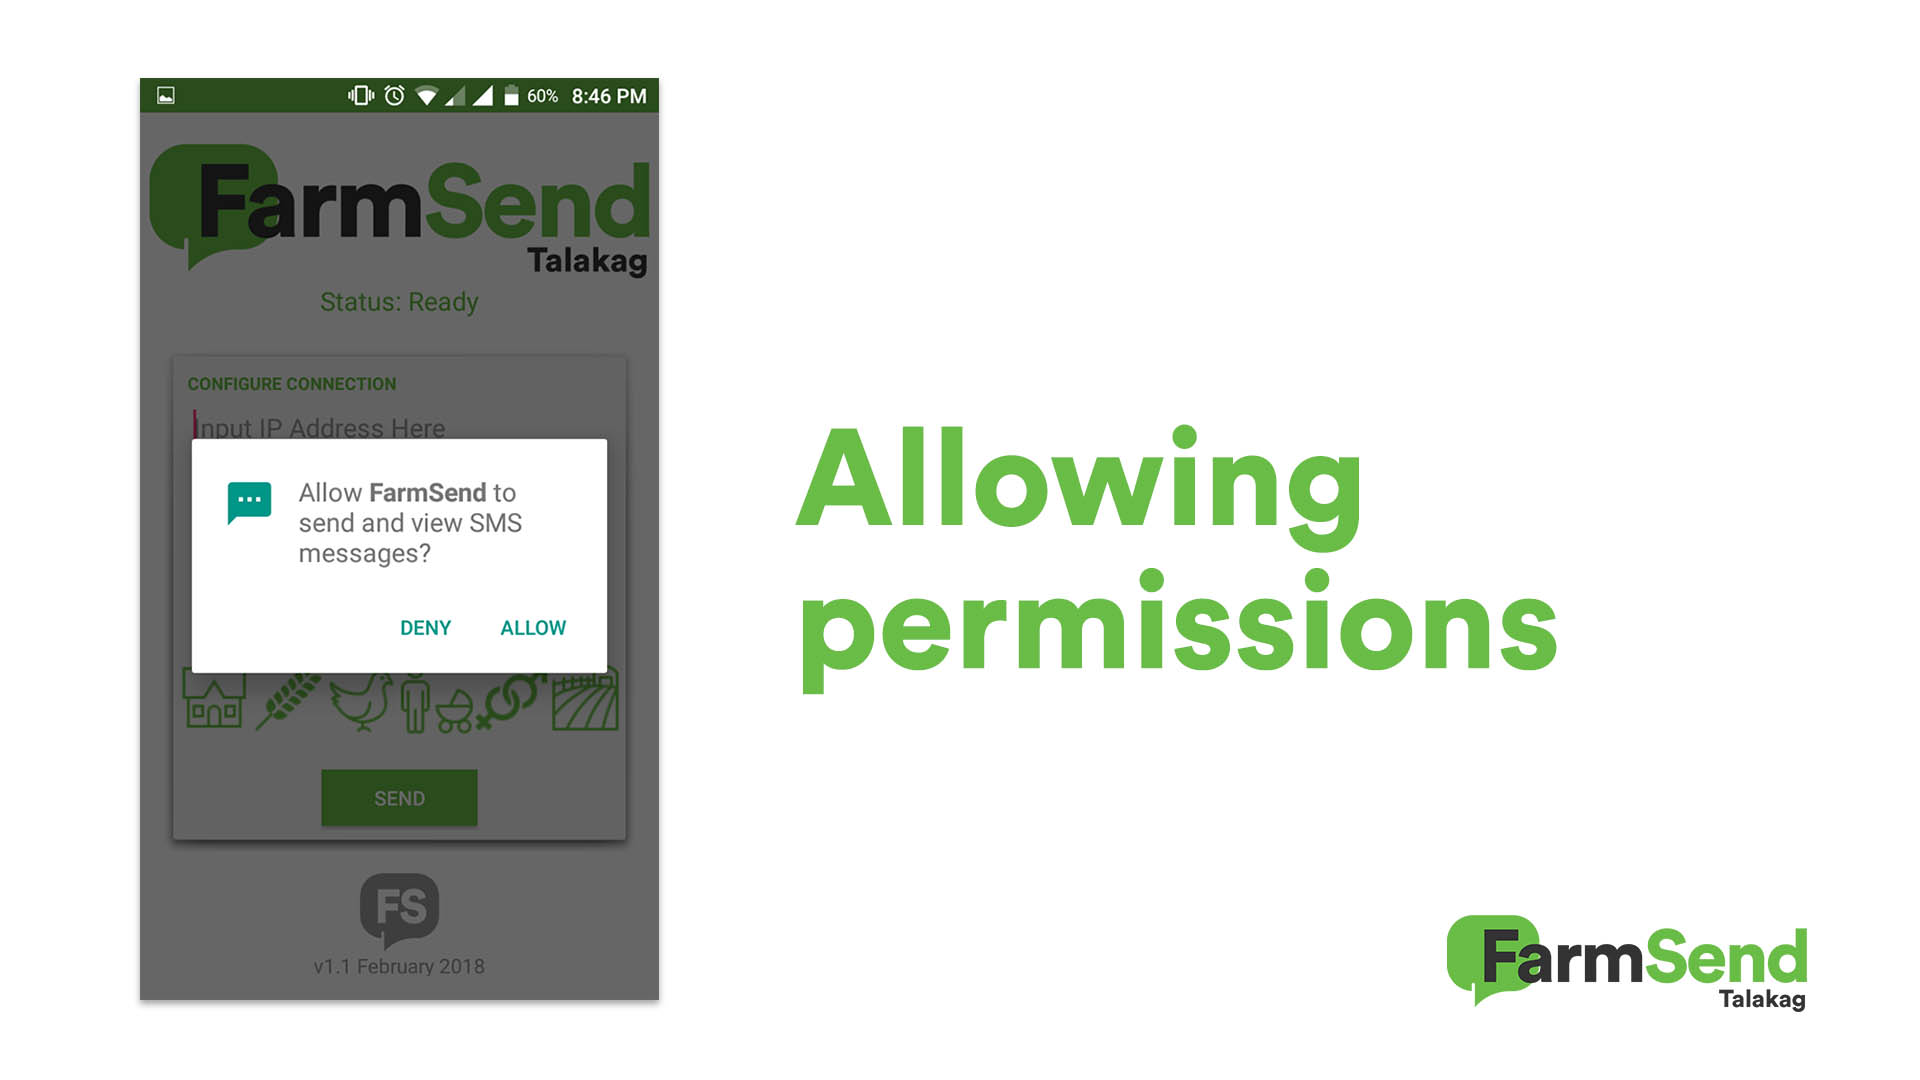 60% 8:46 PM
FarmSend
Talakag
Status: Ready
CONFIGURE CONNECTION
Input IP Address Here
Allow FarmSend to
send and view SMS
messages?
DENY ALLOW
SEND
FS
v1.1 February 2018
Allowing
permissions
FarmSend
Talakag